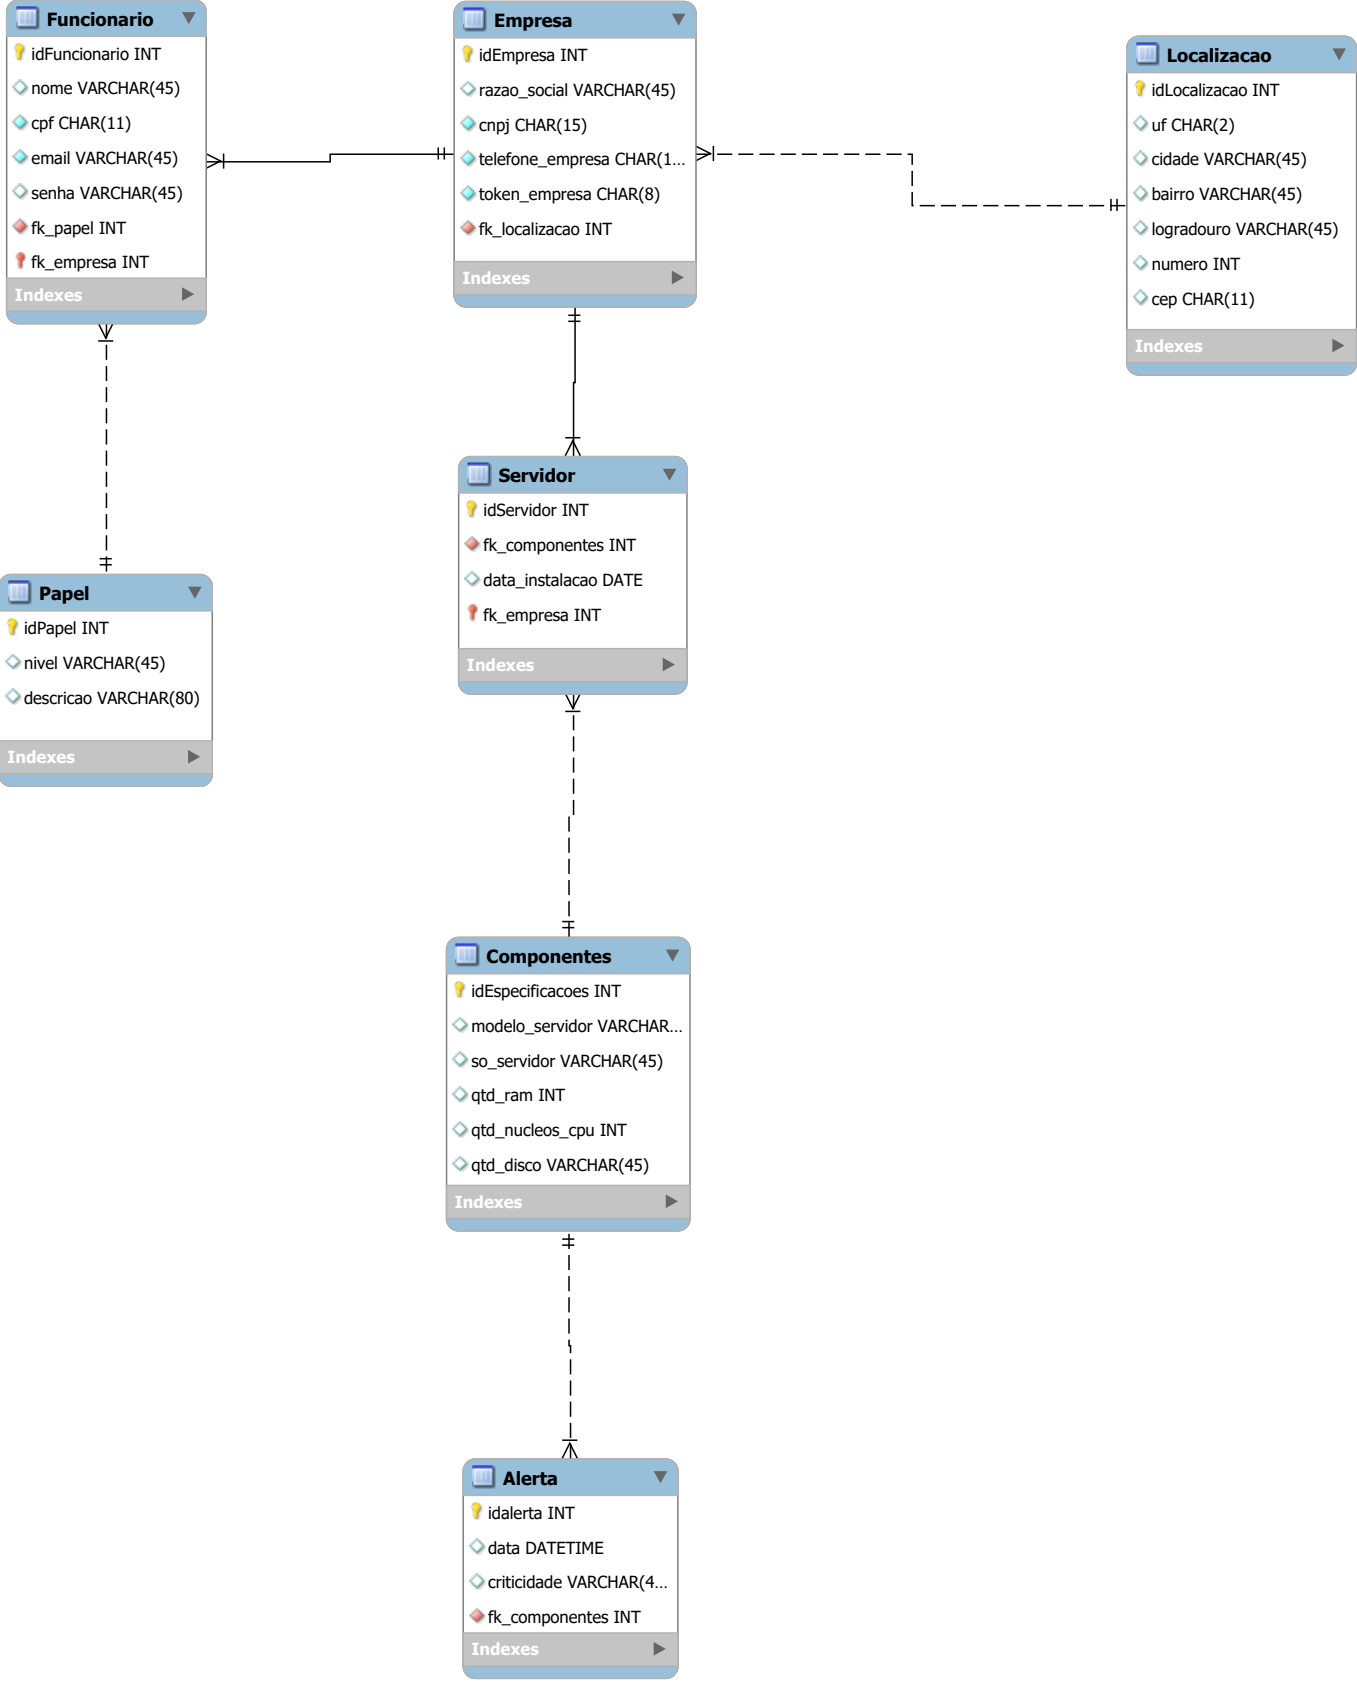 Funcionario
idFuncionario INT
nome VARCHAR(45)
cpf CHAR(11)
email VARCHAR(45)
senha VARCHAR(45)
fk_papel INT
fk_empresa INT
Indexes
Empresa
idEmpresa INT
razao_social VARCHAR(45)
cnpj CHAR(15)
telefone_empresa CHAR(1...
token_empresa CHAR(8)
fk_localizacao INT
Indexes
Localizacao
idLocalizacao INT
uf CHAR(2)
cidade VARCHAR(45)
bairro VARCHAR(45)
logradouro VARCHAR(45)
numero INT
cep CHAR(11)
Indexes
Servidor
idServidor INT
fk_componentes INT
data_instalacao DATE
fk_empresa INT
Indexes
Papel
idPapel INT
nivel VARCHAR(45)
descricao VARCHAR(80)
Indexes
Componentes
idEspecificacoes INT
modelo_servidor VARCHAR...
so_servidor VARCHAR(45)
qtd_ram INT
qtd_nucleos_cpu INT
qtd_disco VARCHAR(45)
Indexes
Alerta
idalerta INT
data DATETIME
criticidade VARCHAR(4...
fk_componentes INT
Indexes